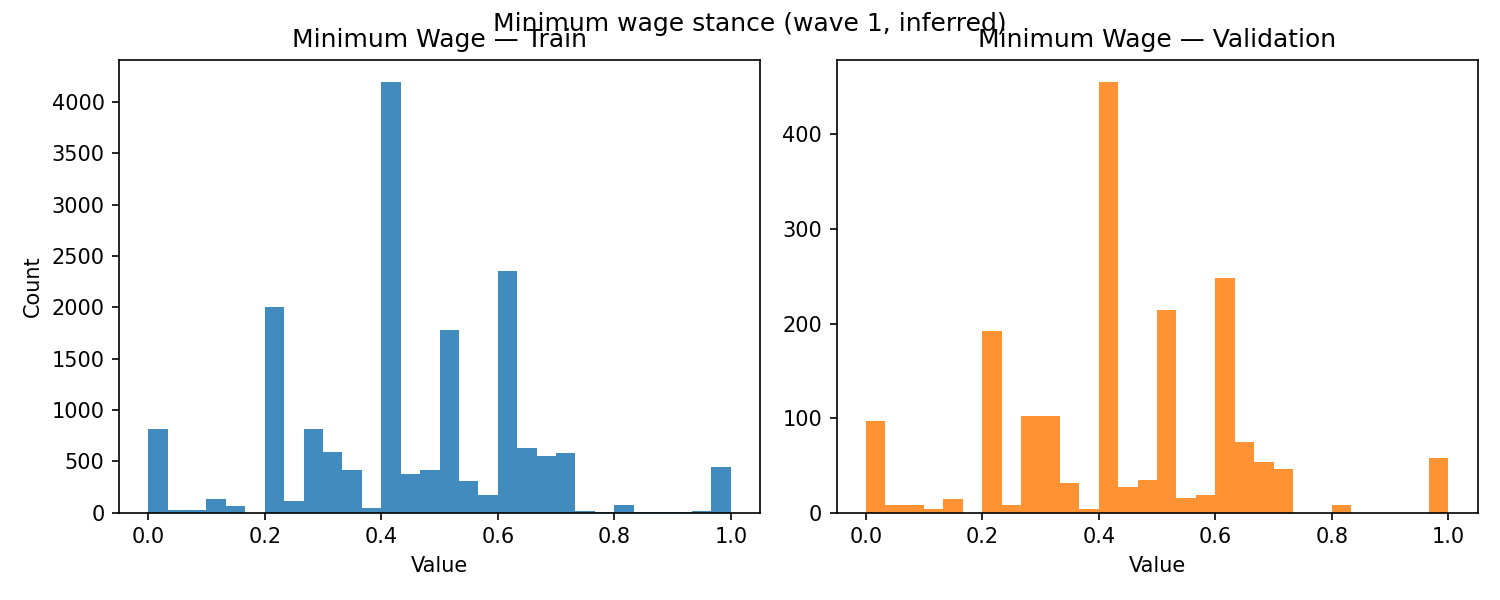 Minimum wage stance (wave 1, inferred)
Minimum Wage — Train
Minimum Wage — Validation
Count
4000
3500
3000
2500
2000
1500
1000
500
0
0.0 0.2 0.4 0.6 0.8 1.0
Value
400
300
200
100
0
0.0 0.2 0.4 0.6 0.8 1.0
Value